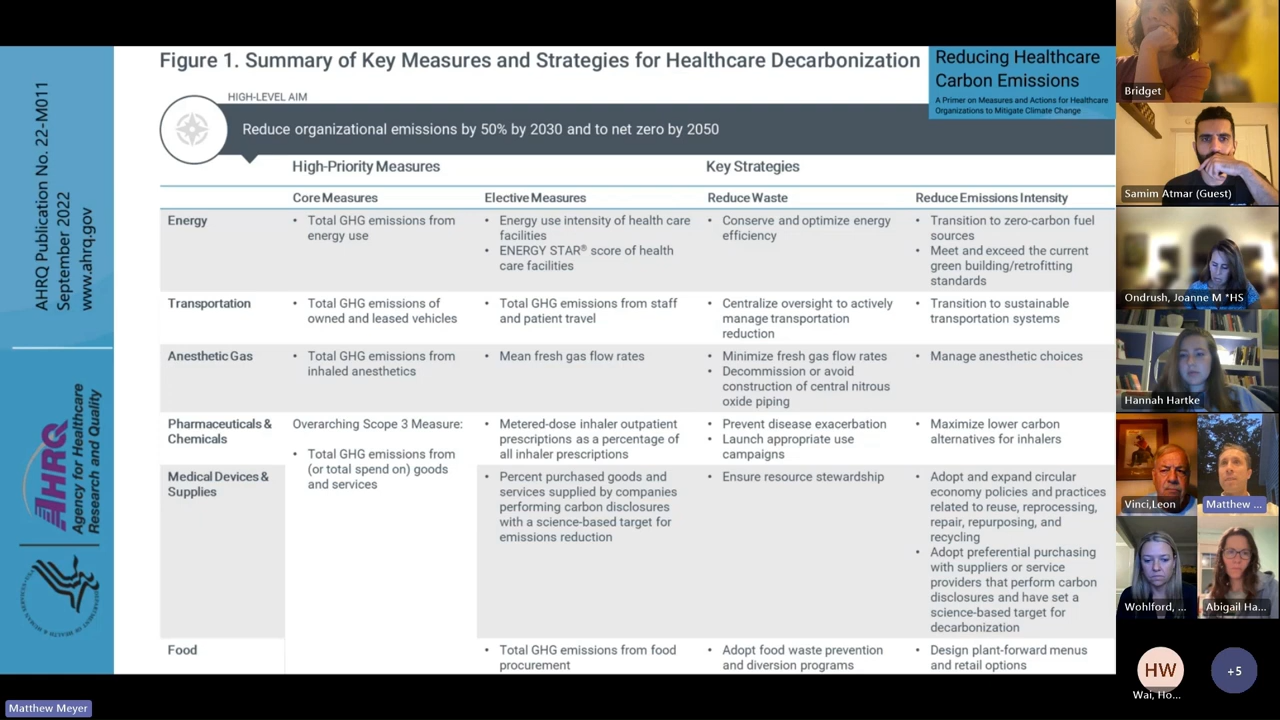 AHRQ Publication No. 22-M011
September 2022
www.ahrq.gov
AHRQ
Agency for Healthcare
Research and Quality
Figure 1. Summary of Key Measures and Strategies for Healthcare Decarbonization
Reducing Healthcare
Carbon Emissions
A Primer on Measures and Actions for Healthcare
Organizations to Mitigate Climate Change
HIGH-LEVEL AIM
Reduce organizational emissions by 50% by 2030 and to net zero by 2050
High-Priority Measures
Key Strategies
Core Measures
Elective Measures
Reduce Waste
Reduce Emissions Intensity
Energy
• Total GHG emissions from
energy use
• Energy use intensity of health care
facilities
• ENERGY STAR® score of health
care facilities
• Conserve and optimize energy
efficiency
• Transition to zero-carbon fuel
sources
• Meet and exceed the current
green building/retrofitting
standards
Transportation
• Total GHG emissions of
owned and leased vehicles
• Total GHG emissions from staff
and patient travel
• Centralize oversight to actively
manage transportation
reduction
• Transition to sustainable
transportation systems
Anesthetic Gas
• Total GHG emissions from
inhaled anesthetics
• Mean fresh gas flow rates
• Minimize fresh gas flow rates
• Decommission or avoid
construction of central nitrous
oxide piping
• Manage anesthetic choices
Pharmaceuticals &
Chemicals
Overarching Scope 3 Measure:
• Total GHG emissions from
(or total spend on) goods
and services
• Metered-dose inhaler outpatient
prescriptions as a percentage of
all inhaler prescriptions
• Prevent disease exacerbation
• Launch appropriate use
campaigns
• Maximize lower carbon
alternatives for inhalers
Medical Devices &
Supplies
• Percent purchased goods and
services supplied by companies
performing carbon disclosures
with a science-based target for
emissions reduction
• Ensure resource stewardship
• Adopt and expand circular
economy policies and practices
related to reuse, reprocessing,
repair, repurposing, and
recycling
• Adopt preferential purchasing
with suppliers or service
providers that perform carbon
disclosures and have set a
science-based target for
decarbonization
Food
• Total GHG emissions from food
procurement
• Adopt food waste prevention
and diversion programs
• Design plant-forward menus
and retail options
Bridget
Samim Atmar (Guest)
Ondrush, Joanne M *HS
Hannah Hartke
Vinci,Leon
Matthew ...
Wohlford, ...
Abigail Ha...
HW
Wai, Ho...
+5
Matthew Meyer